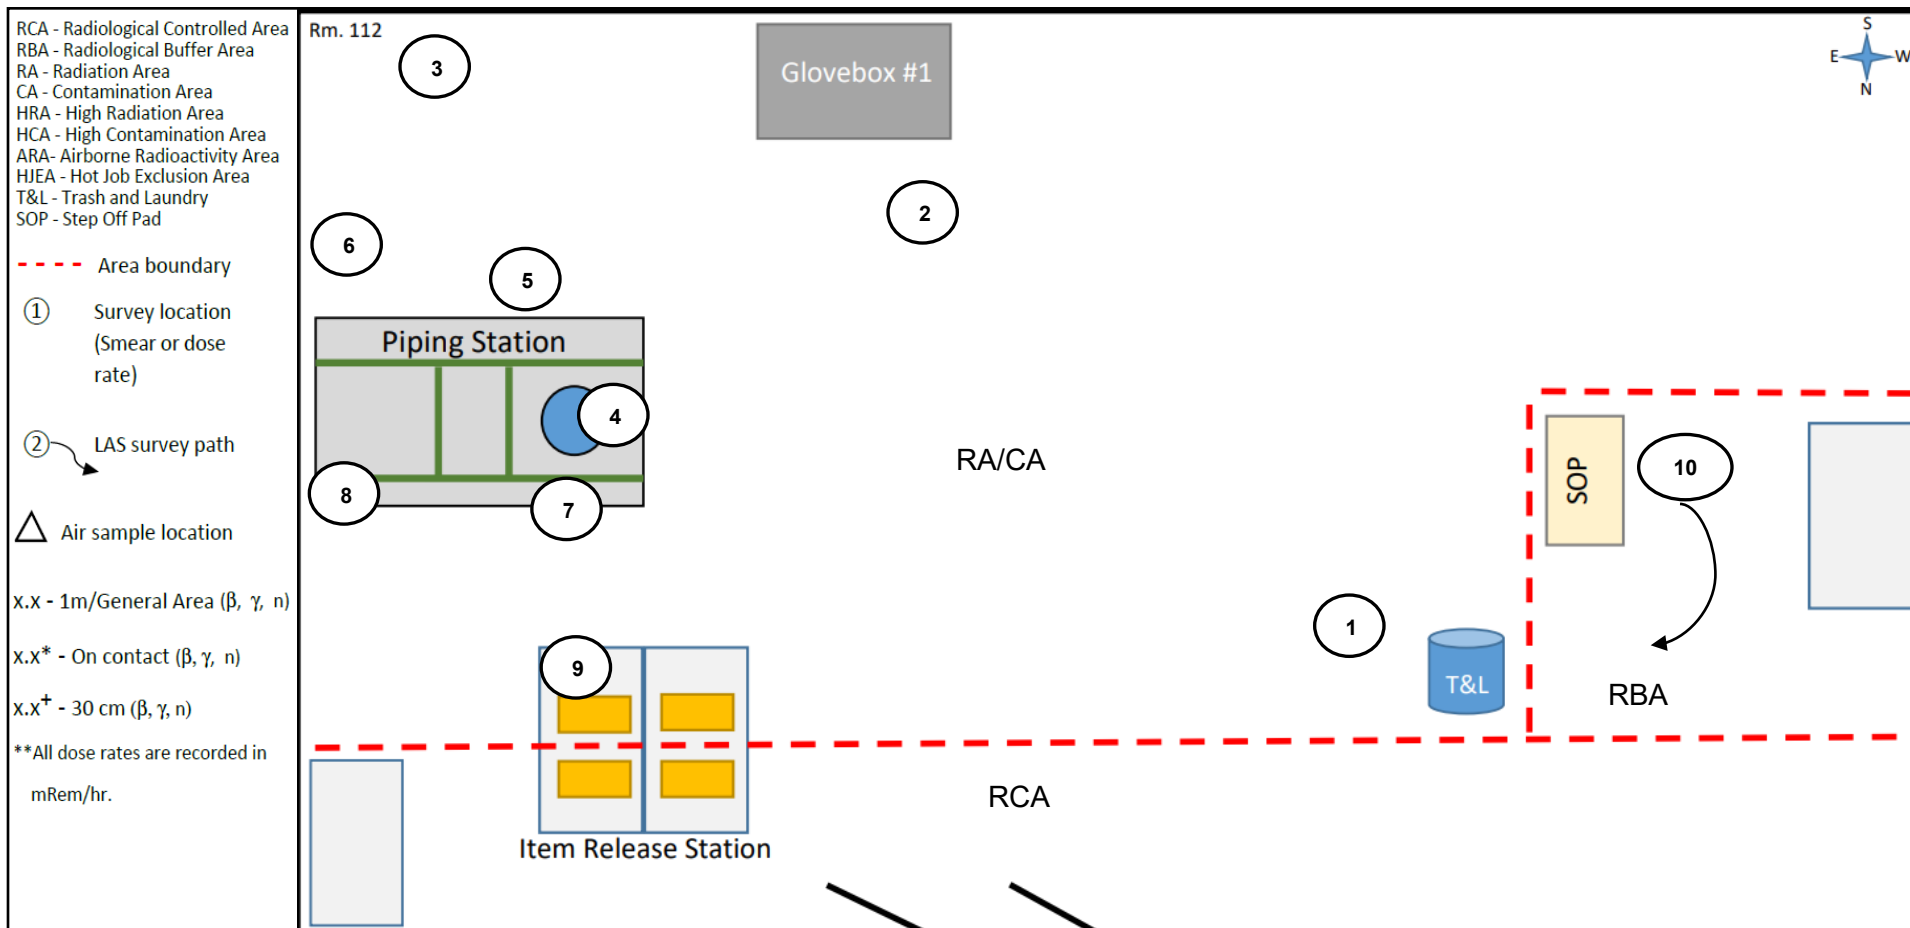 RCA - Radiological Controlled Area
RBA - Radiological Buffer Area
RA - Radiation Area
CA - Contamination Area
HRA - High Radiation Area
HCA - High Contamination Area
ARA- Airborne Radioactivity Area
HJEA - Hot Job Exclusion Area
T&L - Trash and Laundry
SOP - Step Off Pad
Area boundary
1 Survey location
(Smear or dose
rate)
2 LAS survey path
Air sample location
x.x - 1m/General Area (β, γ, n)
x.x* - On contact (β, γ, n)
x.x⁺ - 30 cm (β, γ, n)
**All dose rates are recorded in
mRem/hr.
Rm. 112
3
Glovebox #1
S
E W
N
2
6
5
Piping Station
4
8
7
RA/CA
SOP
10
1
T&L
RBA
9
RCA
Item Release Station